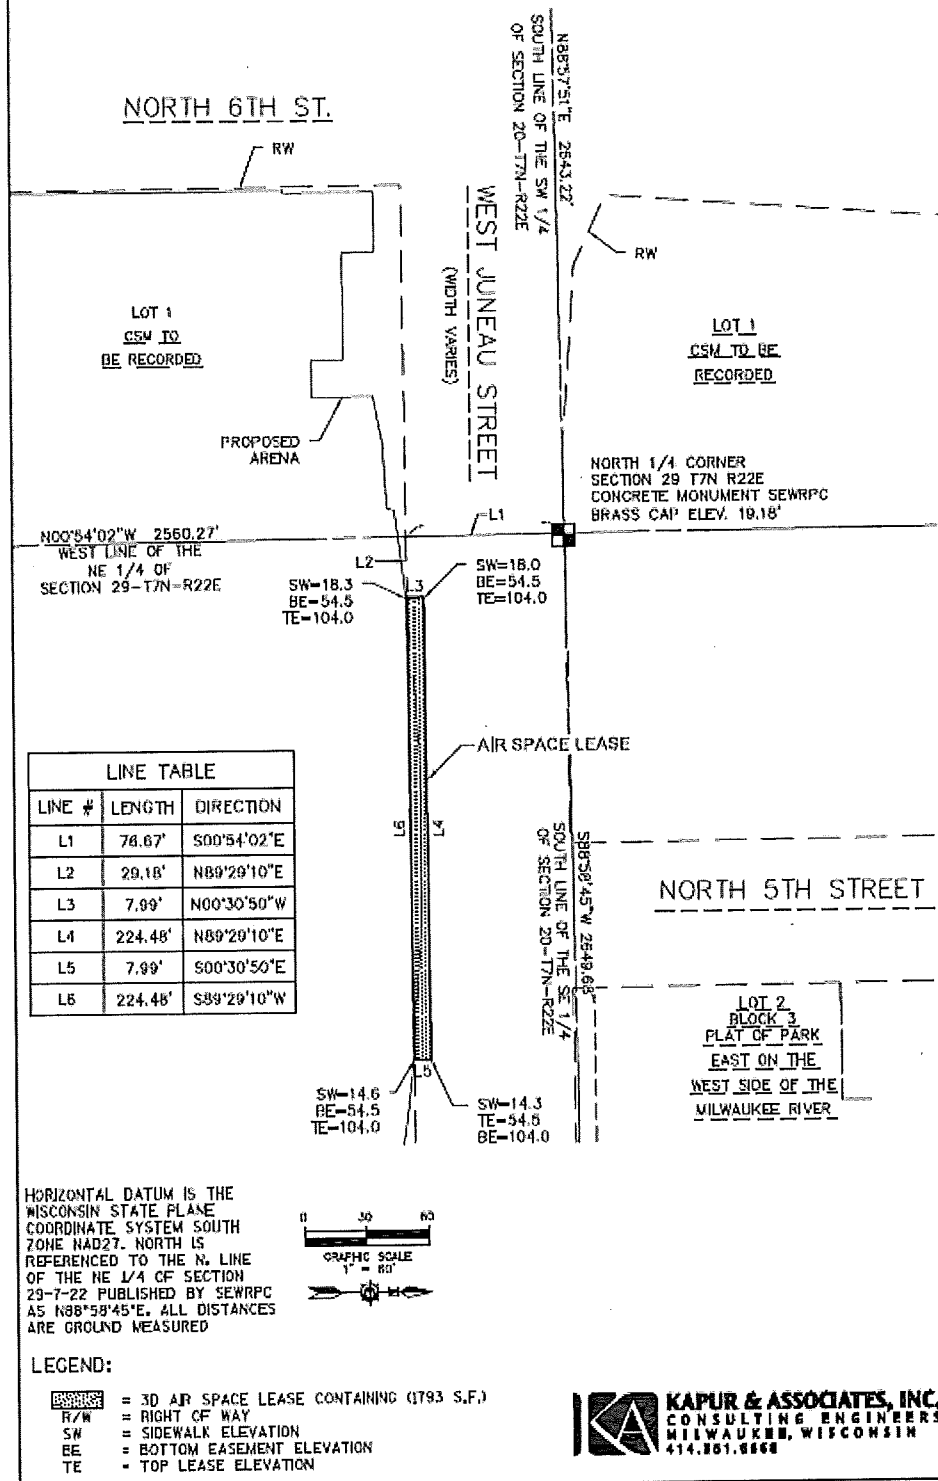 NORTH 6TH ST.
RW
N88°57'51"E 2643.22'
SOUTH LINE OF THE SW 1/4
OF SECTION 20-T7N-R22E
WEST JUNEAU STREET
(WIDTH VARIES)
RW
LOT 1
CSM TO
BE RECORDED
LOT 1
CSM TO BE
RECORDED
PROPOSED
ARENA
NORTH 1/4 CORNER
SECTION 29 T7N R22E
CONCRETE MONUMENT SEWRPC
BRASS CAP ELEV. 19.18'
L1
N00°54'02"W 2560.27'
WEST LINE OF THE
NE 1/4 OF
SECTION 29-T7N-R22E
L2
L3
SW=18.3
BE=54.5
TE=104.0
SW=18.0
BE=54.5
TE=104.0
AIR SPACE LEASE
LINE TABLE
LINE # LENGTH DIRECTION
L1 76.67' S00°54'02"E
L2 29.18' N89°29'10"E
L3 7.99' N00°30'50"W
L4 224.48' N89°29'10"E
L5 7.99' S00°30'50"E
L6 224.48' S89°29'10"W
L6
L4
S88°58'45"W 2649.68'
SOUTH LINE OF THE SE 1/4
OF SECTION 20-T7N-R22E
NORTH 5TH STREET
LOT 2
BLOCK 3
PLAT OF PARK
EAST ON THE
WEST SIDE OF THE
MILWAUKEE RIVER
L5
SW=14.6
BE=54.5
TE=104.0
SW=14.3
TE=54.5
BE=104.0
HORIZONTAL DATUM IS THE
WISCONSIN STATE PLANE
COORDINATE SYSTEM SOUTH
ZONE NAD27. NORTH IS
REFERENCED TO THE N. LINE
OF THE NE 1/4 OF SECTION
29-7-22 PUBLISHED BY SEWRPC
AS N88°58'45"E. ALL DISTANCES
ARE GROUND MEASURED
0 30 60
GRAPHIC SCALE
1" = 60'
N
LEGEND:
= 3D AIR SPACE LEASE CONTAINING (1793 S.F.)
R/W = RIGHT OF WAY
SW = SIDEWALK ELEVATION
BE = BOTTOM EASEMENT ELEVATION
TE = TOP LEASE ELEVATION
KA
KAPUR & ASSOCIATES, INC.
CONSULTING ENGINEERS
MILWAUKEE, WISCONSIN